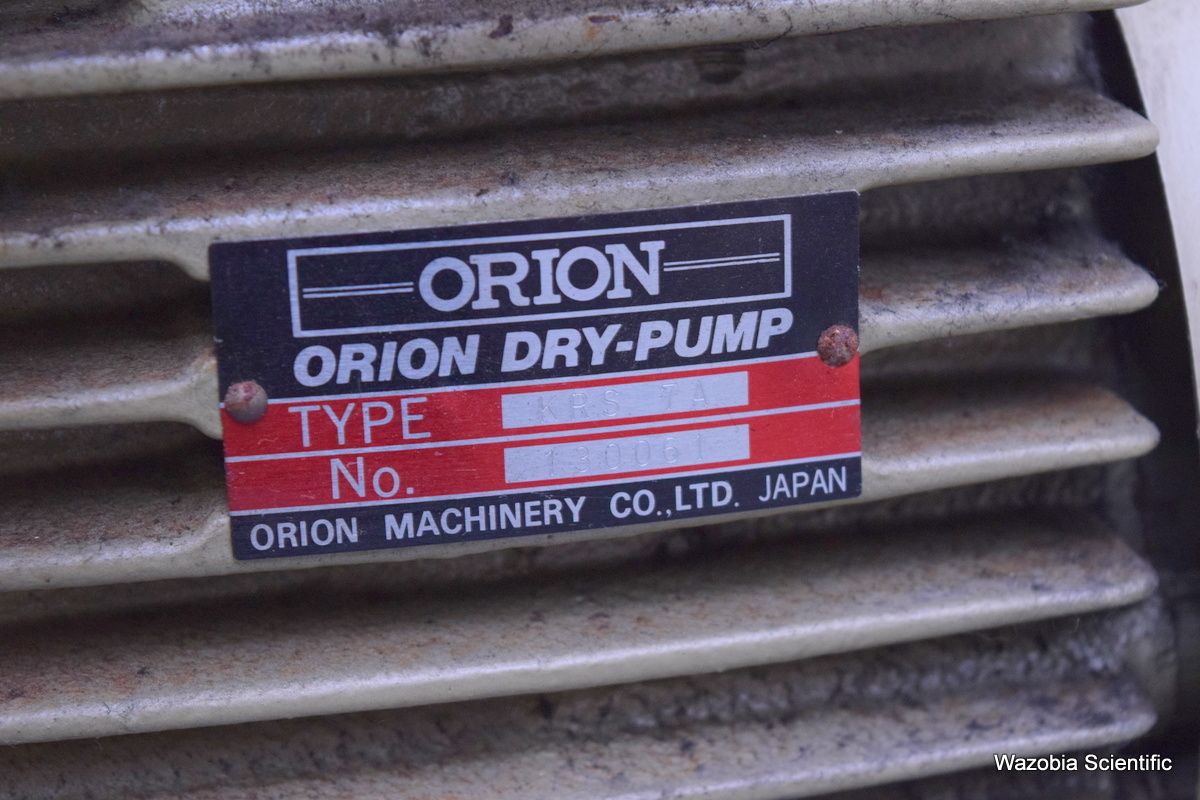 ORION
ORION DRY-PUMP
TYPE KRS 7A
No. 130061
ORION MACHINERY CO.,LTD. JAPAN
Wazobia Scientific